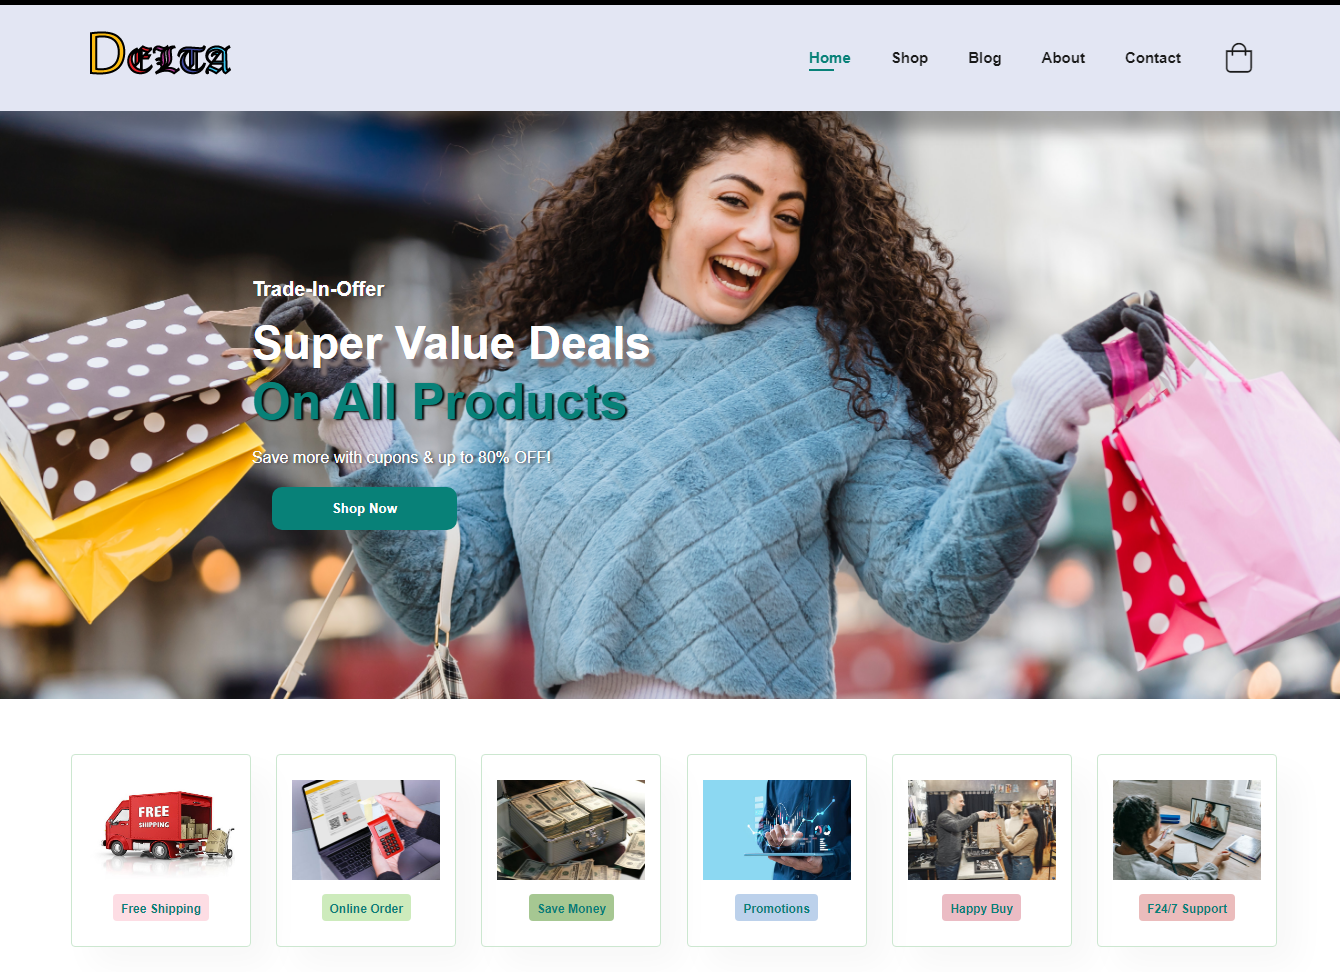 DELTA
Home Shop Blog About Contact
Trade-In-Offer
Super Value Deals
On All Products
Save more with cupons & up to 80% OFF!
Shop Now
FREE
SHIPPING
Free Shipping
Online Order
Save Money
Promotions
Happy Buy
F24/7 Support